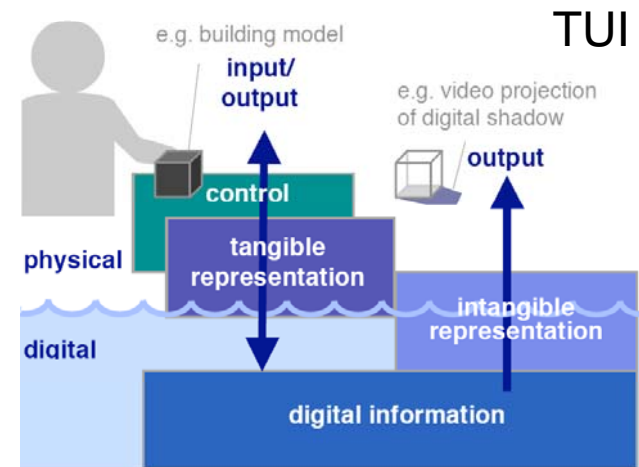 TUI
e.g. building model
input/
output
e.g. video projection
of digital shadow
output
control
tangible
representation
physical
intangible
representation
digital
digital information